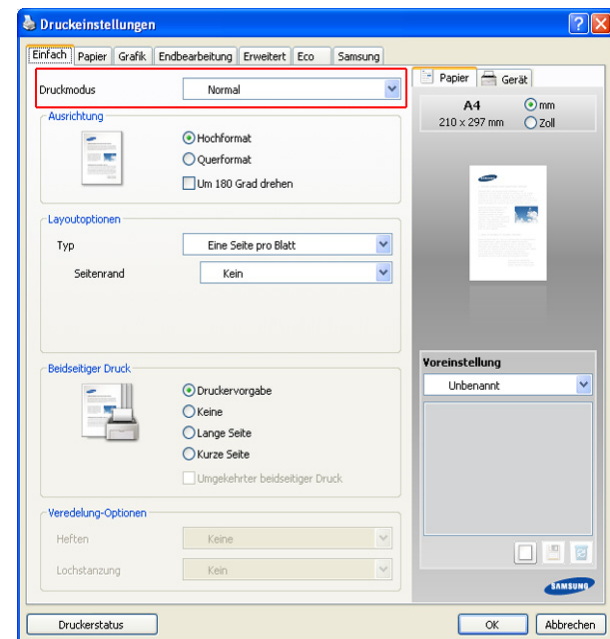 Druckeinstellungen
Einfach Papier Grafik Endbearbeitung Erweitert Eco Samsung
Druckmodus Normal
Ausrichtung
Hochformat
Querformat
Um 180 Grad drehen
Layoutoptionen
Typ Eine Seite pro Blatt
Seitenrand Kein
Beidseitiger Druck
Druckervorgabe
Keine
Lange Seite
Kurze Seite
Umgekehrter beidseitiger Druck
Veredelung-Optionen
Heften Keine
Lochstanzung Kein
Papier Gerät
A4 mm
210 x 297 mm Zoll
Voreinstellung
Unbenannt
SAMSUNG
Druckerstatus OK Abbrechen